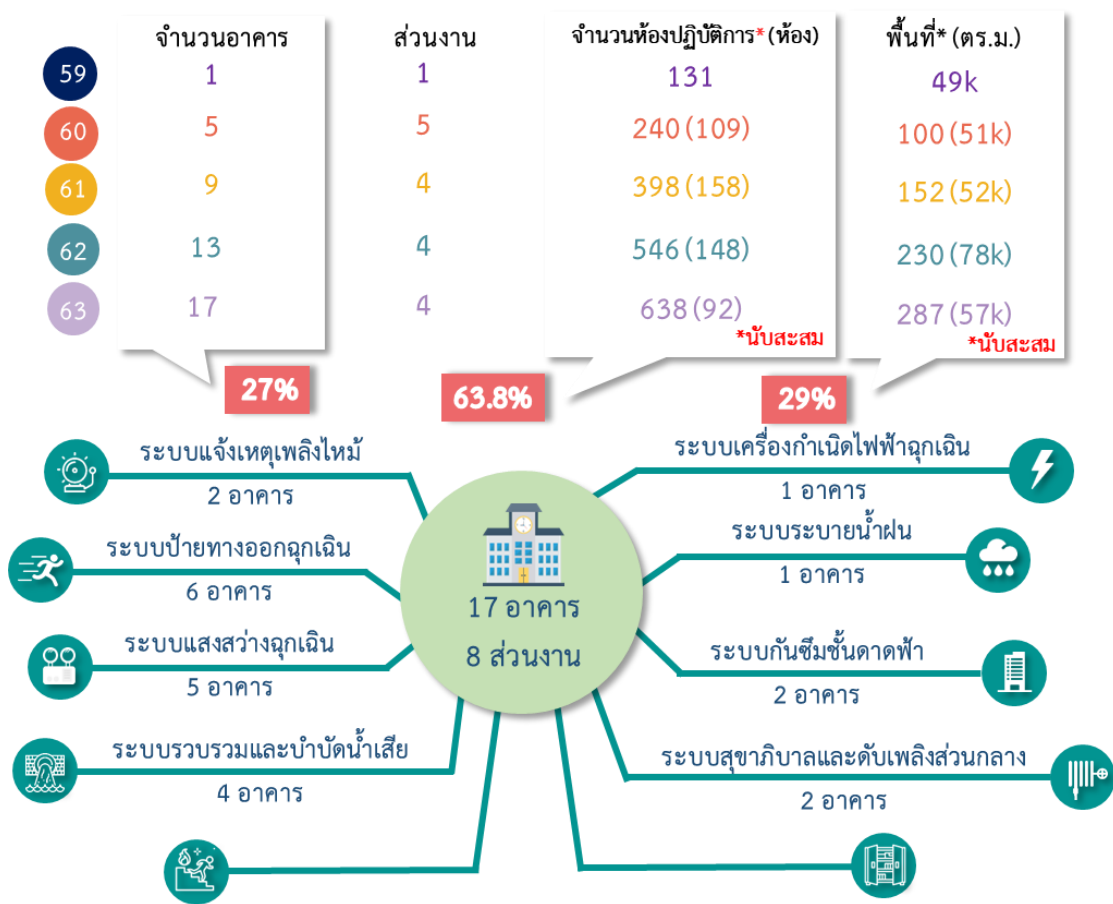 จำนวนอาคาร ส่วนงาน จำนวนห้องปฏิบัติการ* (ห้อง) พื้นที่* (ตร.ม.)
59 1 1 131 49k
60 5 5 240 (109) 100 (51k)
61 9 4 398 (158) 152 (52k)
62 13 4 546 (148) 230 (78k)
63 17 4 638 (92) 287 (57k)
*นับสะสม *นับสะสม
27% 63.8% 29%
ระบบแจ้งเหตุเพลิงไหม้
2 อาคาร
ระบบป้ายทางออกฉุกเฉิน
6 อาคาร
ระบบแสงสว่างฉุกเฉิน
5 อาคาร
ระบบรวบรวมและบำบัดน้ำเสีย
4 อาคาร
17 อาคาร
8 ส่วนงาน
ระบบเครื่องกำเนิดไฟฟ้าฉุกเฉิน
1 อาคาร
ระบบระบายน้ำฝน
1 อาคาร
ระบบกันซึมชั้นดาดฟ้า
2 อาคาร
ระบบสุขาภิบาลและดับเพลิงส่วนกลาง
2 อาคาร